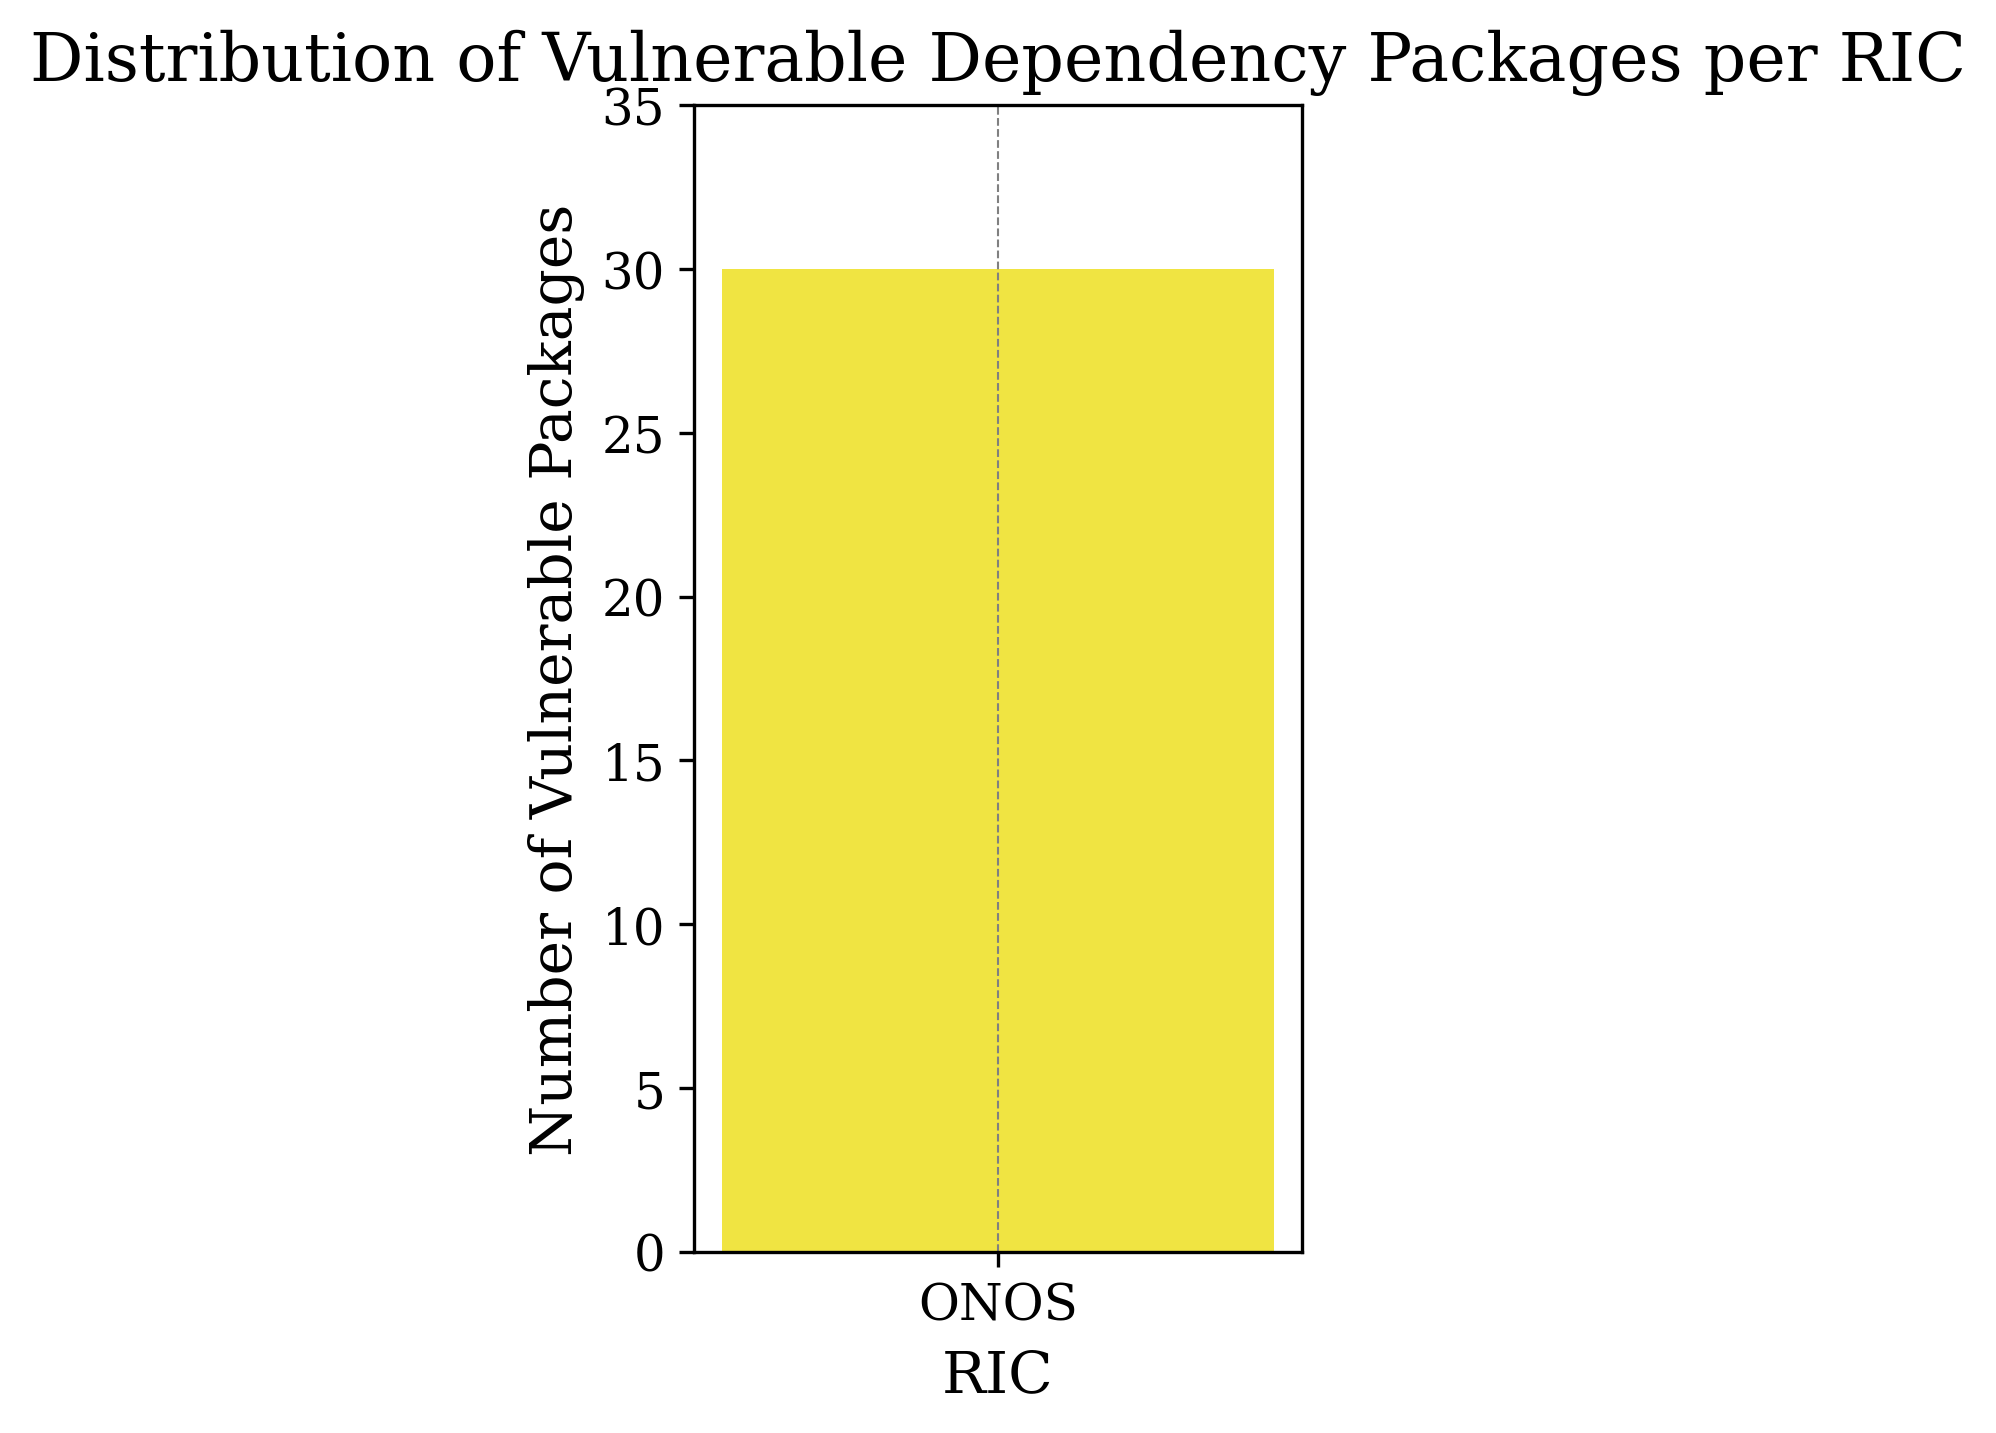 Distribution of Vulnerable Dependency Packages per RIC
Number of Vulnerable Packages
35
30
25
20
15
10
5
0
ONOS
RIC